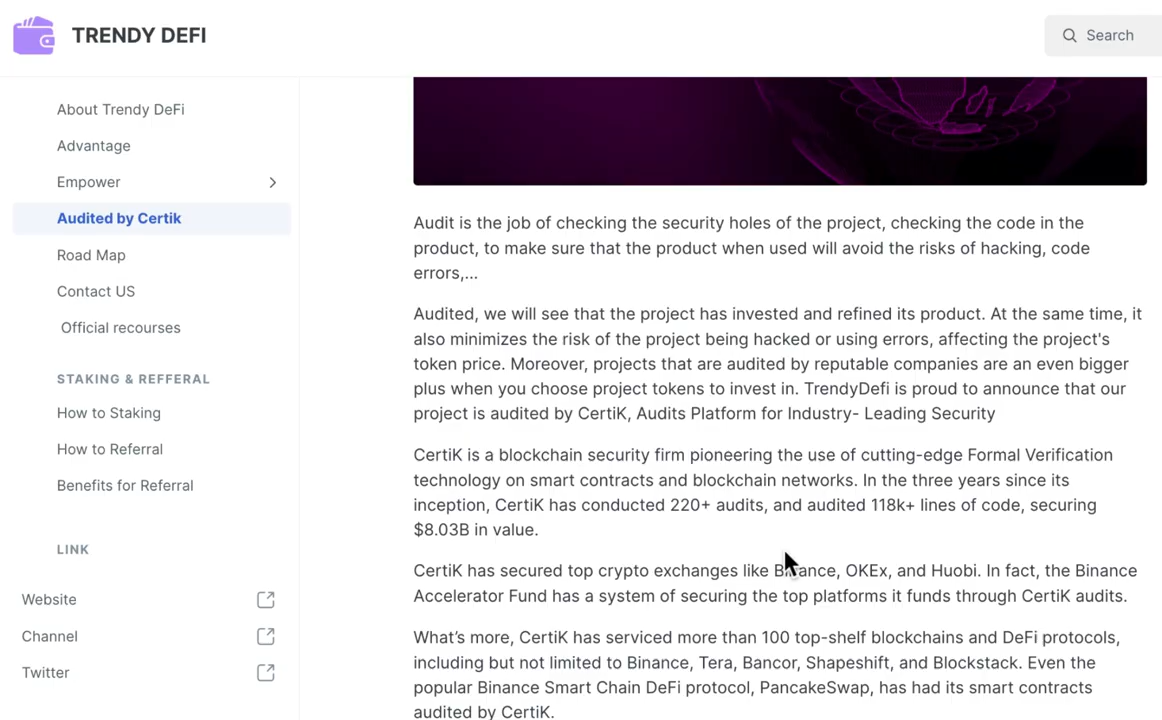 TRENDY DEFI
Search
About Trendy DeFi
Advantage
Empower
Audited by Certik
Road Map
Contact US
Official recourses
STAKING & REFFERAL
How to Staking
How to Referral
Benefits for Referral
LINK
Website
Channel
Twitter
Audit is the job of checking the security holes of the project, checking the code in the
product, to make sure that the product when used will avoid the risks of hacking, code
errors,...
Audited, we will see that the project has invested and refined its product. At the same time, it
also minimizes the risk of the project being hacked or using errors, affecting the project's
token price. Moreover, projects that are audited by reputable companies are an even bigger
plus when you choose project tokens to invest in. TrendyDefi is proud to announce that our
project is audited by CertiK, Audits Platform for Industry- Leading Security
CertiK is a blockchain security firm pioneering the use of cutting-edge Formal Verification
technology on smart contracts and blockchain networks. In the three years since its
inception, CertiK has conducted 220+ audits, and audited 118k+ lines of code, securing
$8.03B in value.
CertiK has secured top crypto exchanges like Binance, OKEx, and Huobi. In fact, the Binance
Accelerator Fund has a system of securing the top platforms it funds through CertiK audits.
What’s more, CertiK has serviced more than 100 top-shelf blockchains and DeFi protocols,
including but not limited to Binance, Tera, Bancor, Shapeshift, and Blockstack. Even the
popular Binance Smart Chain DeFi protocol, PancakeSwap, has had its smart contracts
audited by CertiK.